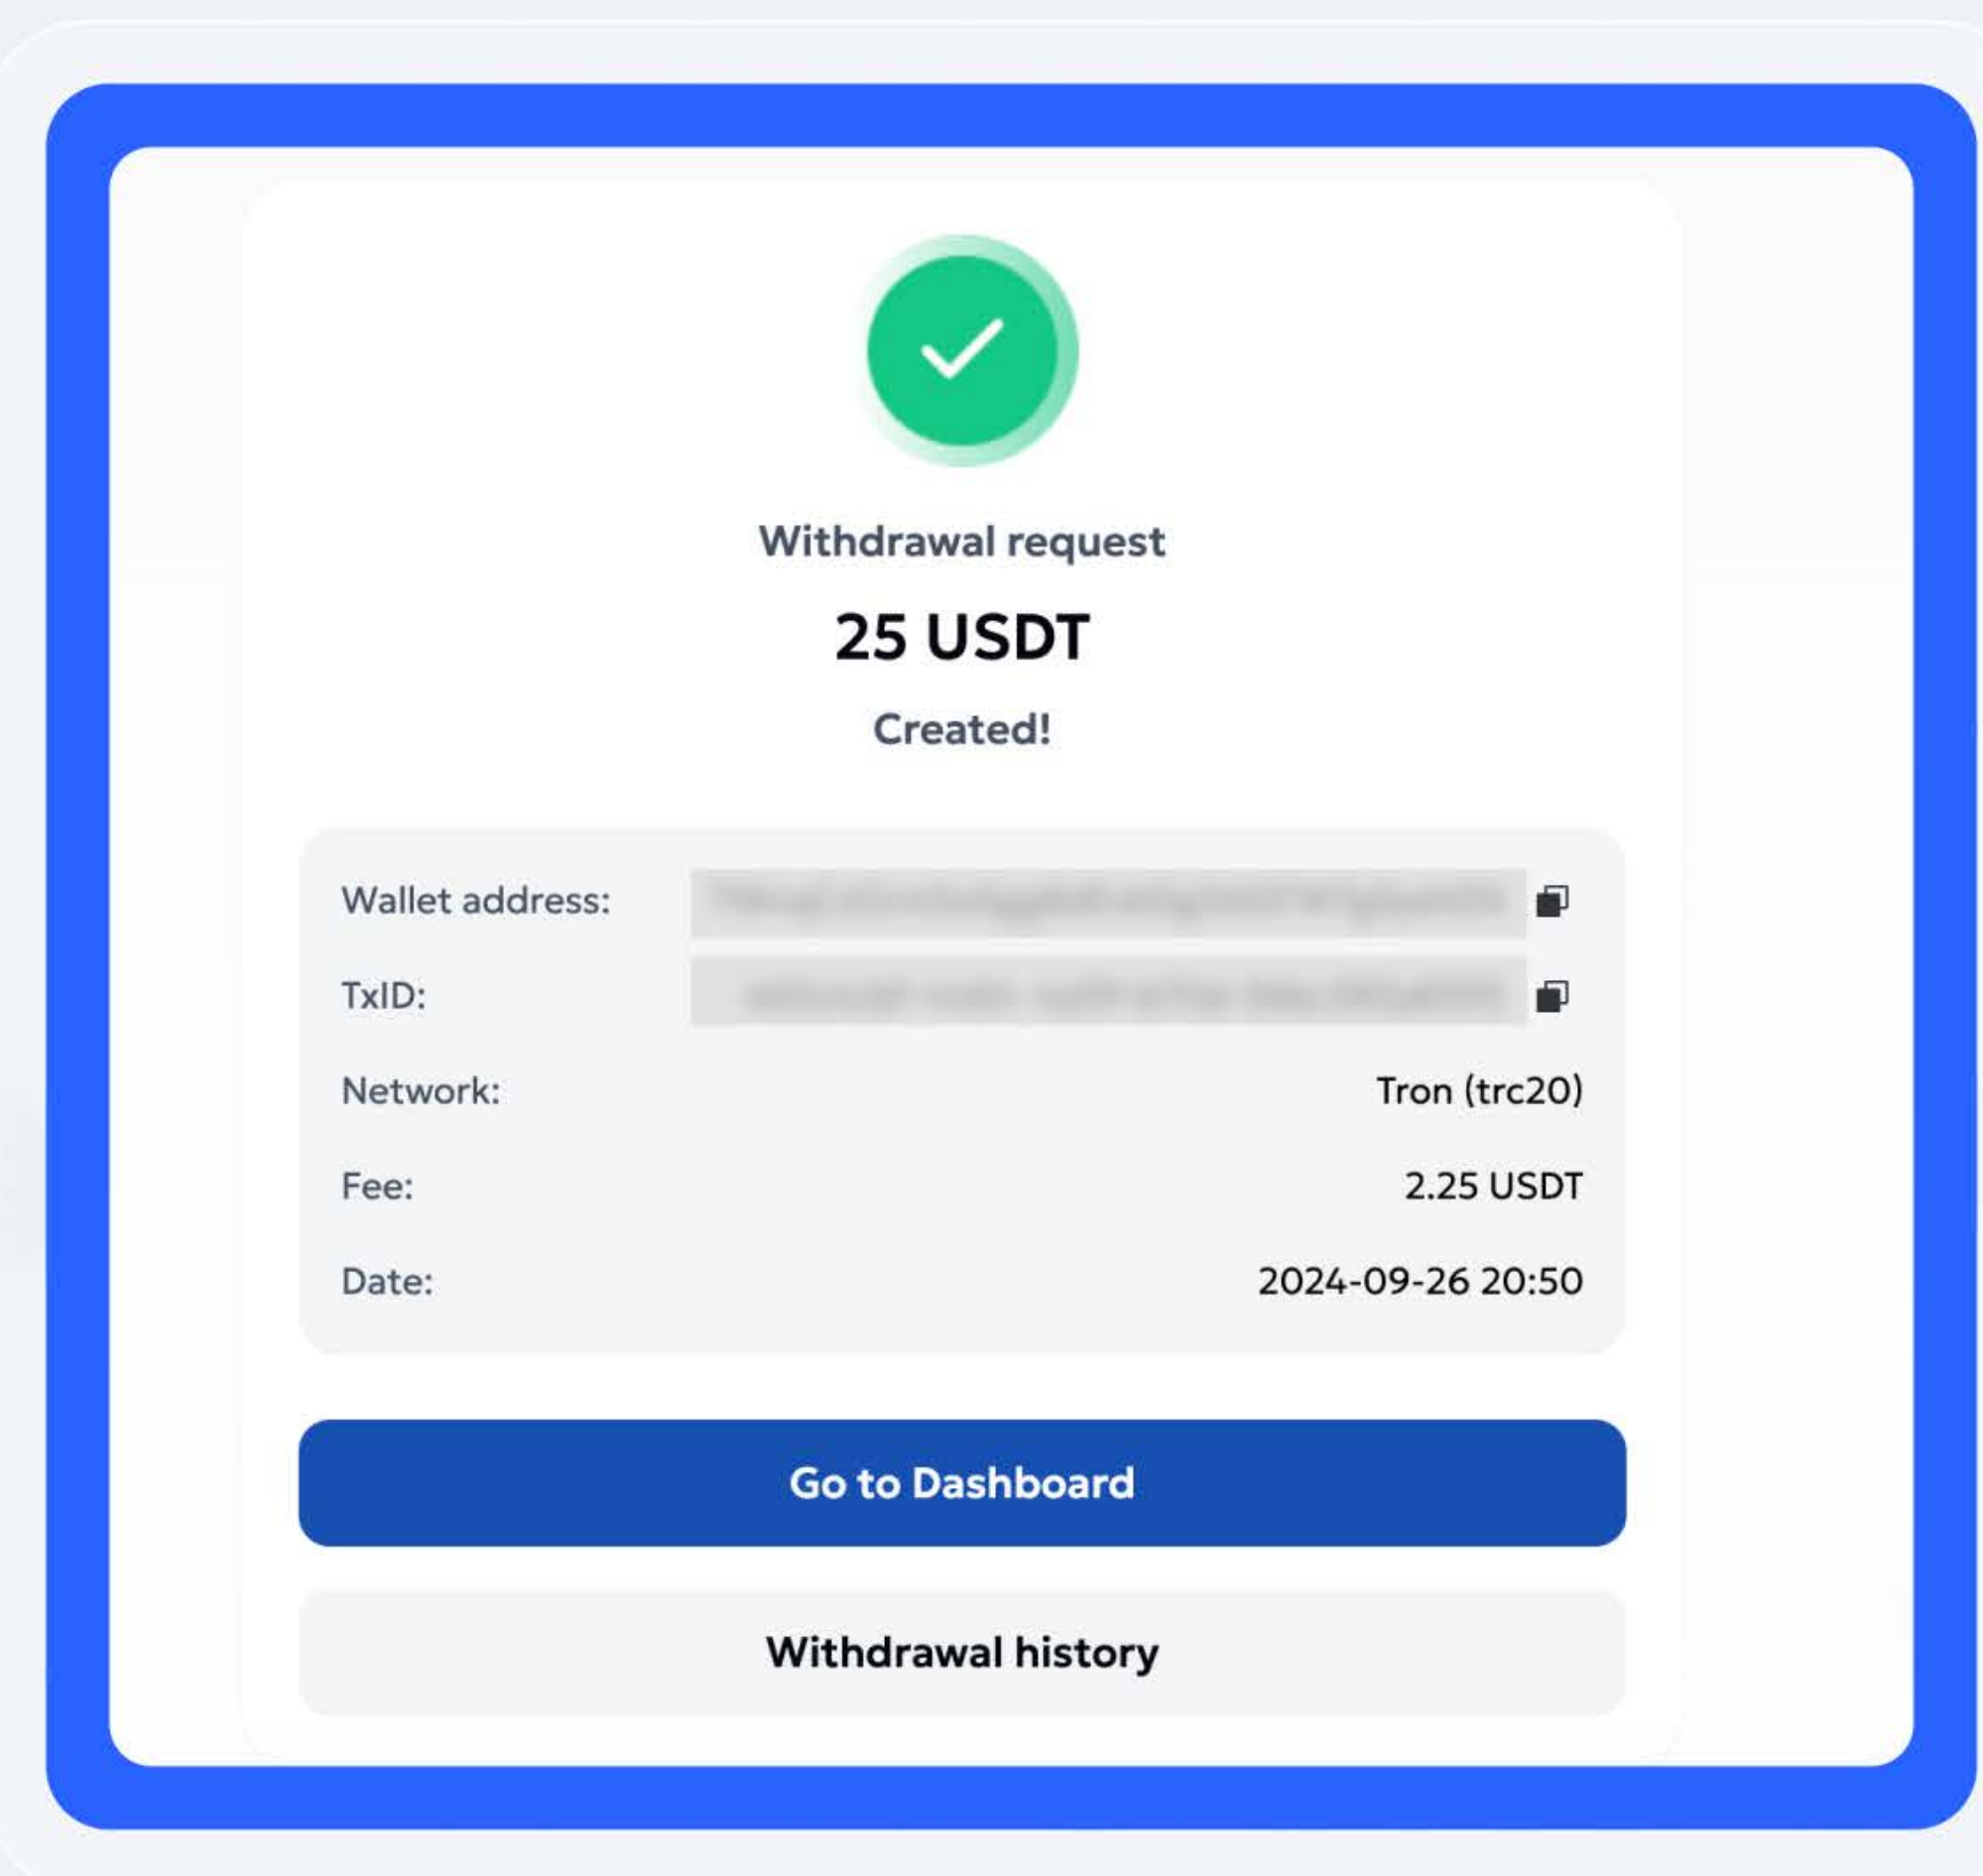 Withdrawal request
25 USDT
Created!
Wallet address:
TxID:
Network: Tron (trc20)
Fee: 2.25 USDT
Date: 2024-09-26 20:50
Go to Dashboard
Withdrawal history